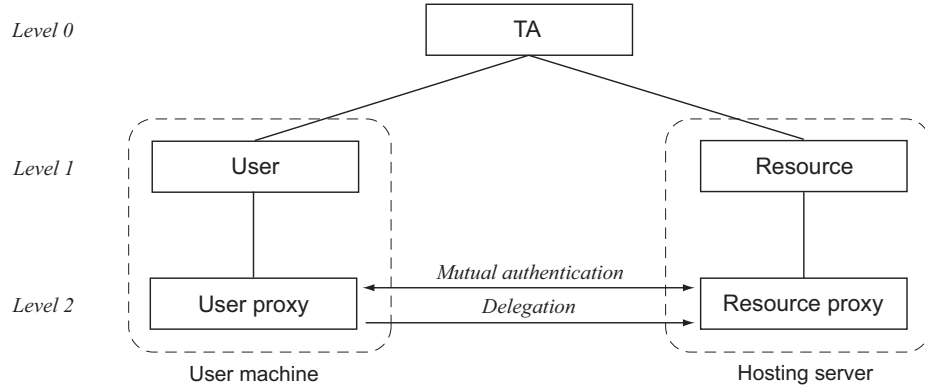 Level 0
TA
Level 1
User
Resource
Mutual authentication
Level 2
User proxy
Delegation
Resource proxy
User machine
Hosting server